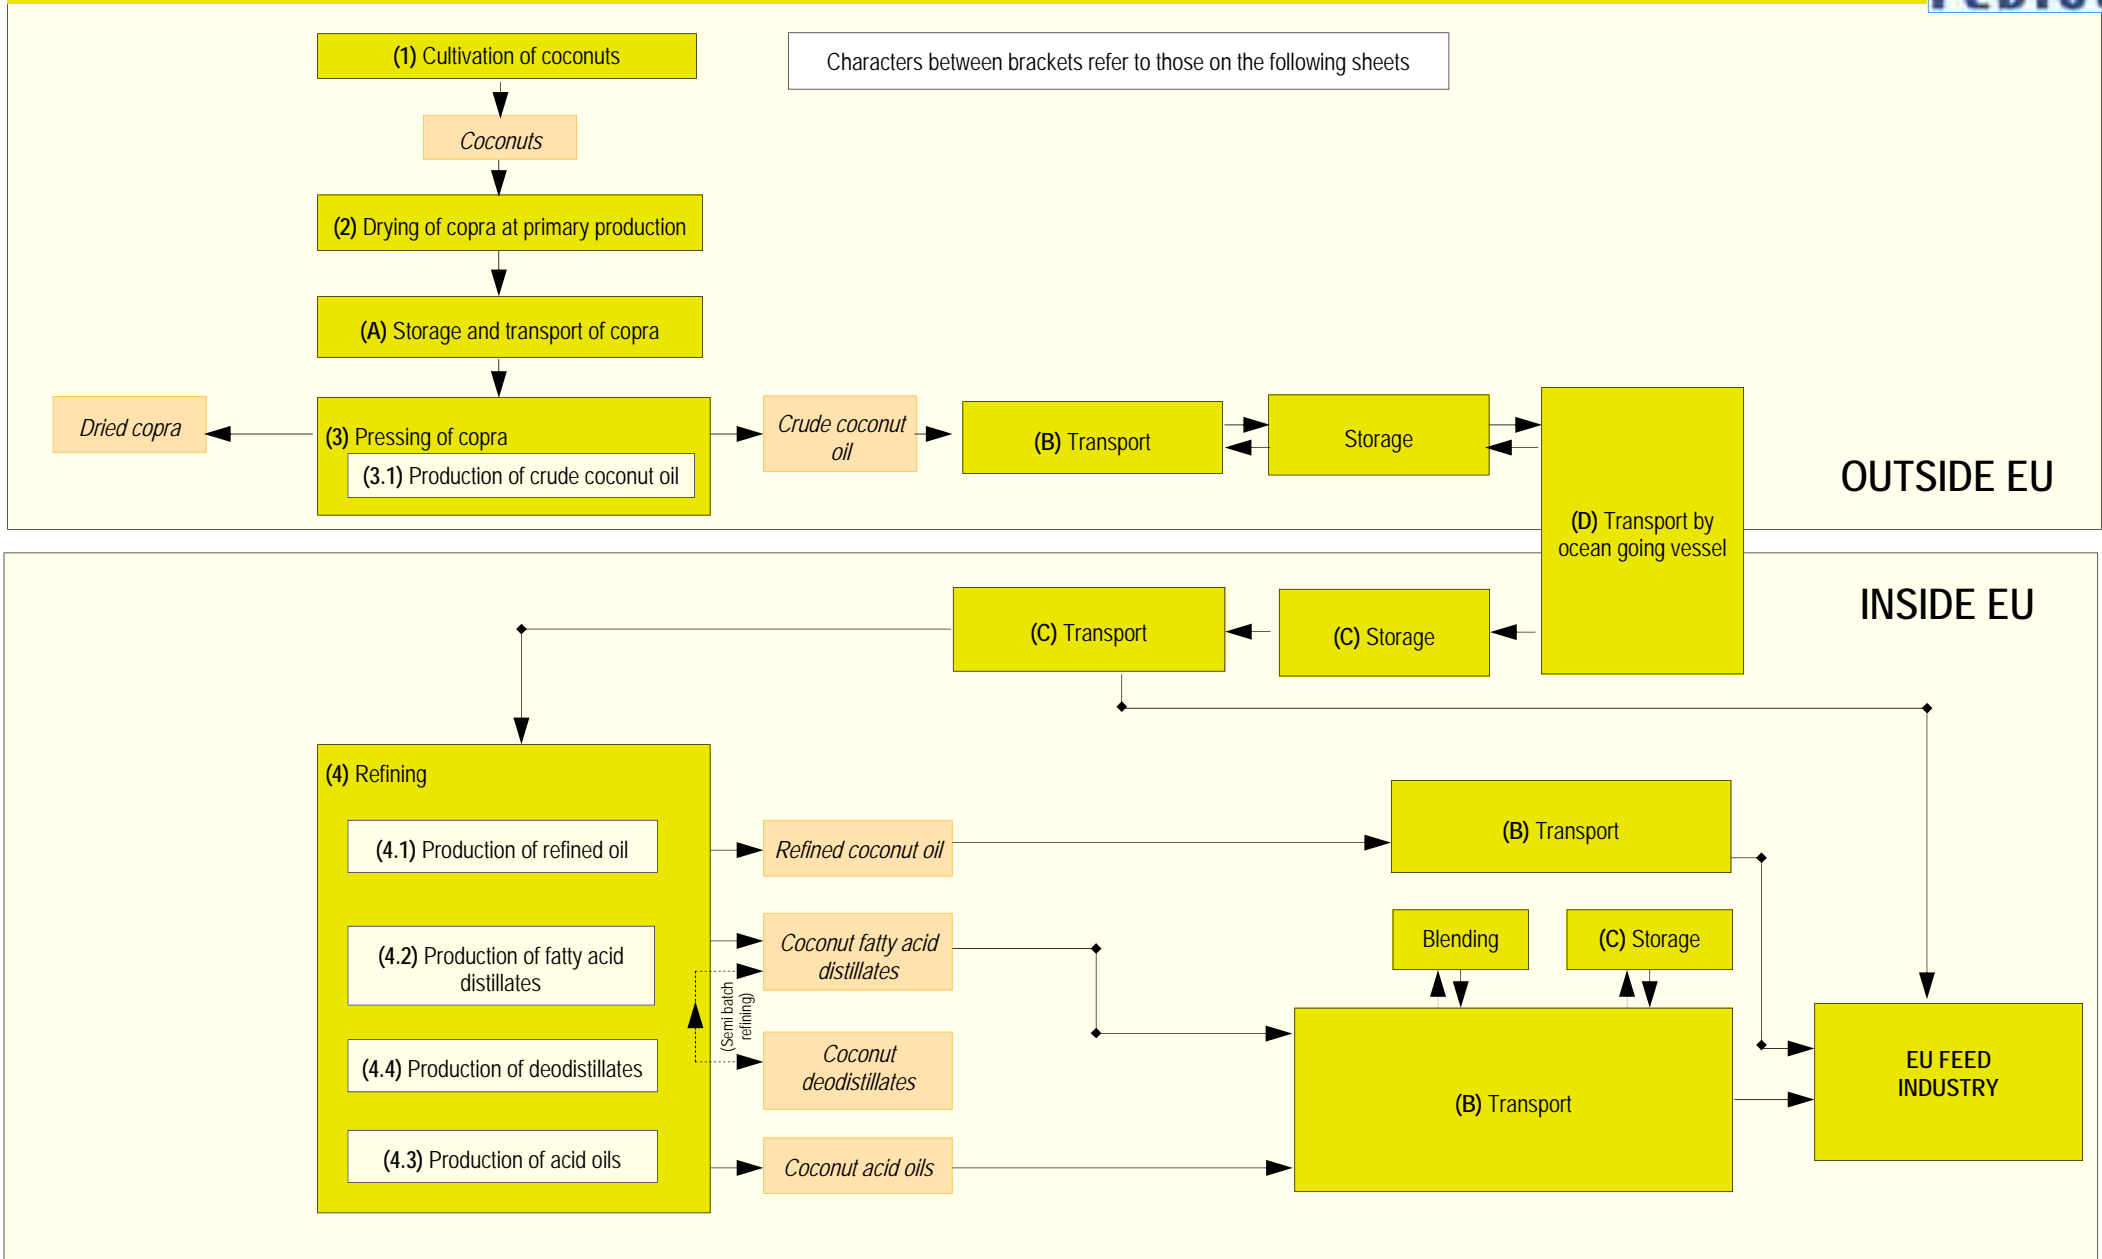 (1) Cultivation of coconuts
Characters between brackets refer to those on the following sheets
Coconuts
(2) Drying of copra at primary production
(A) Storage and transport of copra
Dried copra
(3) Pressing of copra
(3.1) Production of crude coconut oil
Crude coconut
oil
(B) Transport
Storage
OUTSIDE EU
(D) Transport by
ocean going vessel
INSIDE EU
(C) Transport
(C) Storage
(4) Refining
(4.1) Production of refined oil
Refined coconut oil
(B) Transport
(4.2) Production of fatty acid
distillates
Coconut fatty acid
distillates
Blending
(C) Storage
(Semi batch
refining)
(4.4) Production of deodistillates
Coconut
deodistillates
(B) Transport
EU FEED
INDUSTRY
(4.3) Production of acid oils
Coconut acid oils